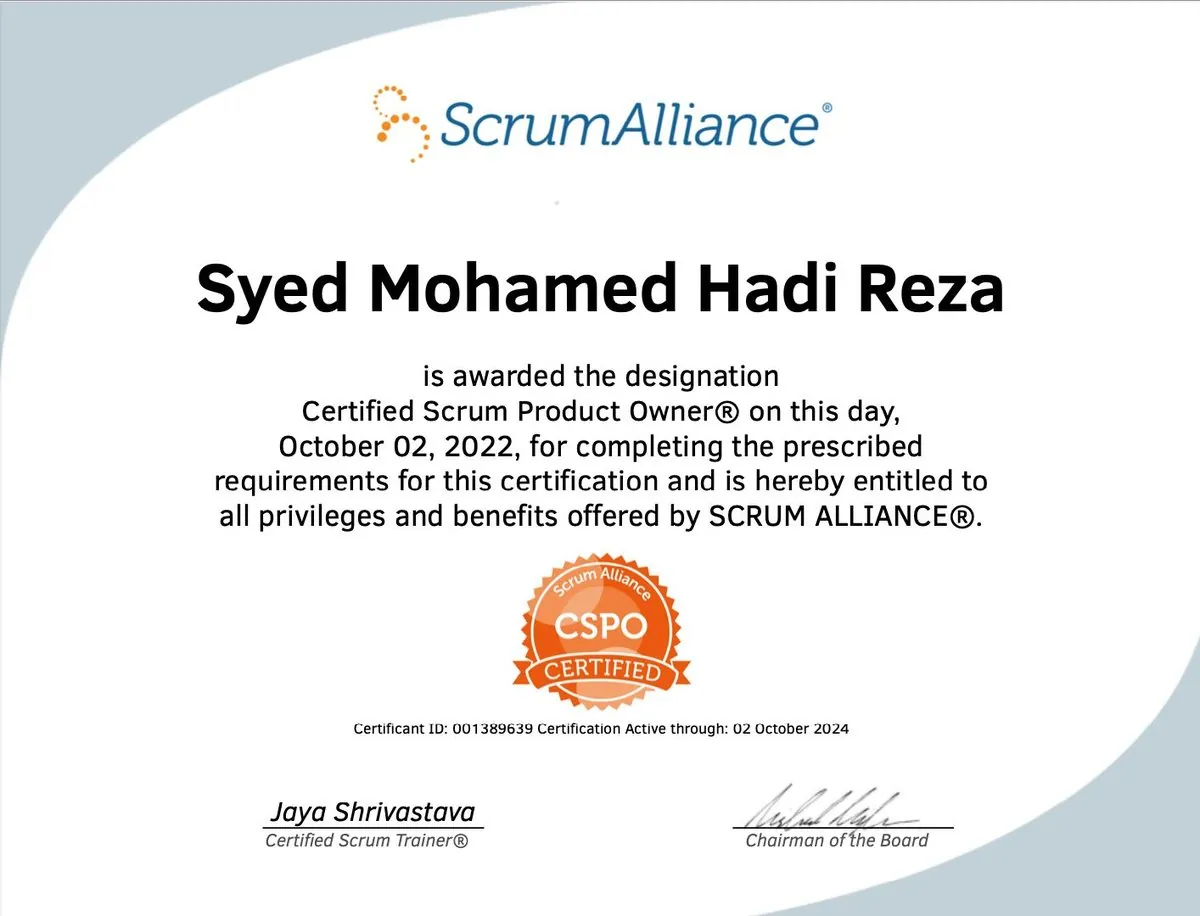 ScrumAlliance®
Syed Mohamed Hadi Reza
is awarded the designation
Certified Scrum Product Owner® on this day,
October 02, 2022, for completing the prescribed
requirements for this certification and is hereby entitled to
all privileges and benefits offered by SCRUM ALLIANCE®.
Scrum Alliance
CSPO
CERTIFIED
Certificant ID: 001389639 Certification Active through: 02 October 2024
Jaya Shrivastava
Certified Scrum Trainer®
Chairman of the Board